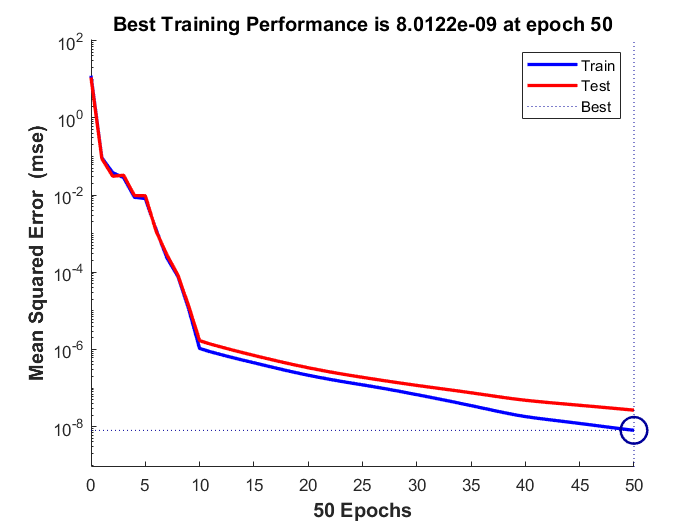 Best Training Performance is 8.0122e-09 at epoch 50
Mean Squared Error (mse)
10^2
10^0
10^-2
10^-4
10^-6
10^-8
Train
Test
Best
0 5 10 15 20 25 30 35 40 45 50
50 Epochs